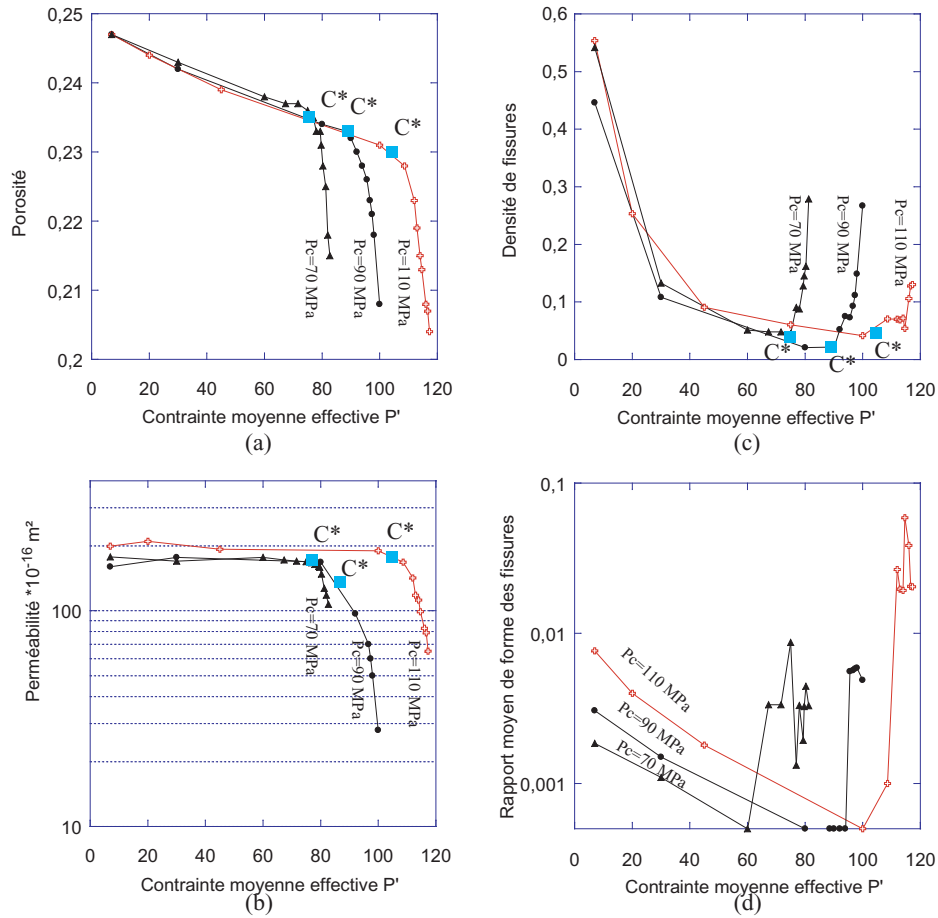 0,25
0,24
0,23
0,22
0,21
0,2
Porosité
C*
C*
C*
Pc=70 MPa
Pc=90 MPa
Pc=110 MPa
0 20 40 60 80 100 120
Contrainte moyenne effective P'
(a)
0,6
0,5
0,4
0,3
0,2
0,1
0
Densité de fissures
Pc=70 MPa
Pc=90 MPa
Pc=110 MPa
C*
C*
C*
0 20 40 60 80 100 120
Contrainte moyenne effective P'
(c)
100
10
Perméabilité *10⁻¹⁶ m²
C*
C*
C*
Pc=70 MPa
Pc=90 MPa
Pc=110 MPa
0 20 40 60 80 100 120
Contrainte moyenne effective P'
(b)
0,1
0,01
0,001
Rapport moyen de forme des fissures
Pc=110 MPa
Pc=90 MPa
Pc=70 MPa
0 20 40 60 80 100 120
Contrainte moyenne effective P'
(d)